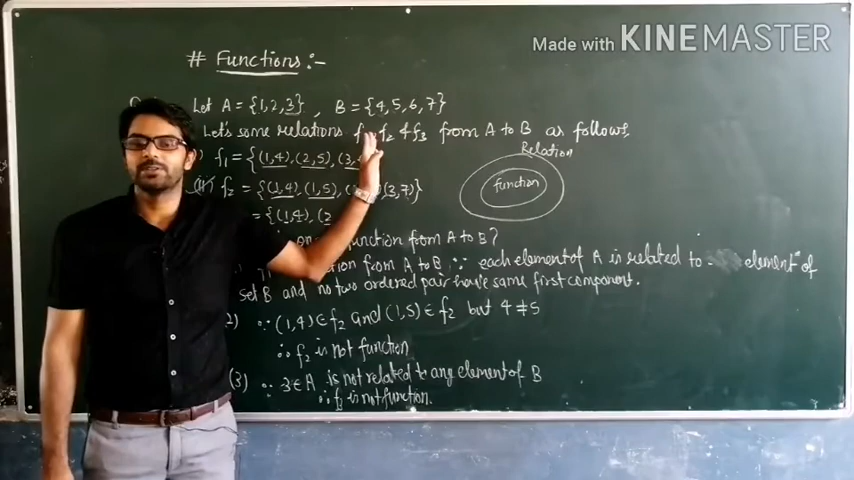 Made with KINEMASTER
# Functions :-
Let A = {1,2,3} , B = {4,5,6,7}
Let's some relations f₂ & f₃ from A to B as follows,
Relation
function
f₁ = {(1,4), (2,5), (3,
(ii) f₂ = {(1,4), (1,5), (3,7)}
= {(1,4), (2
function from A to B?
from A to B ∵ each element of A is related to element of
set B and no two ordered pair have same first component.
2) ∵ (1,4) ∈ f₂ and (1,5) ∈ f₂ but 4 ≠ 5
∴ f₂ is not function
(3) ∵ 3 ∈ A is not related to any element of B
∴ f₃ is not function.